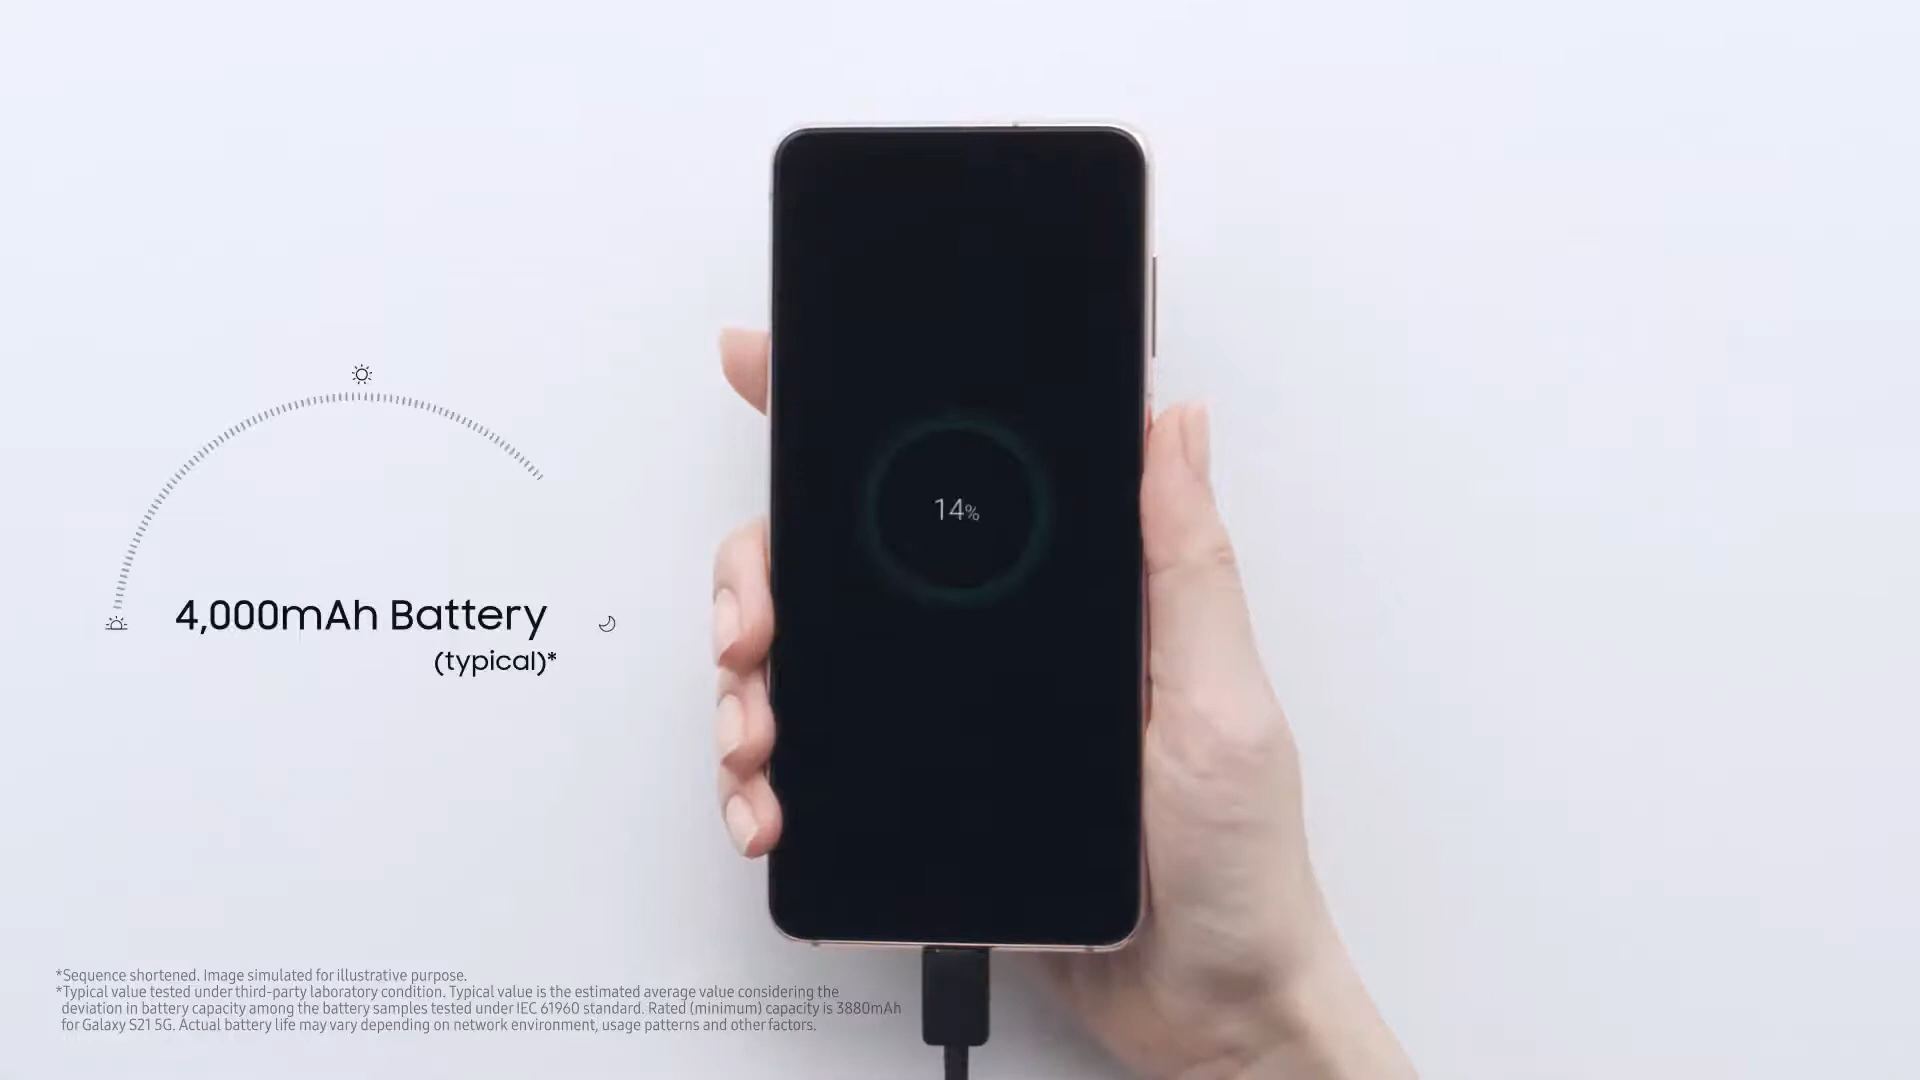 14%
4,000mAh Battery
(typical)*
*Sequence shortened. Image simulated for illustrative purpose.
*Typical value tested under third-party laboratory condition. Typical value is the estimated average value considering the
deviation in battery capacity among the battery samples tested under IEC 61960 standard. Rated (minimum) capacity is 3880mAh
for Galaxy S21 5G. Actual battery life may vary depending on network environment, usage patterns and other factors.